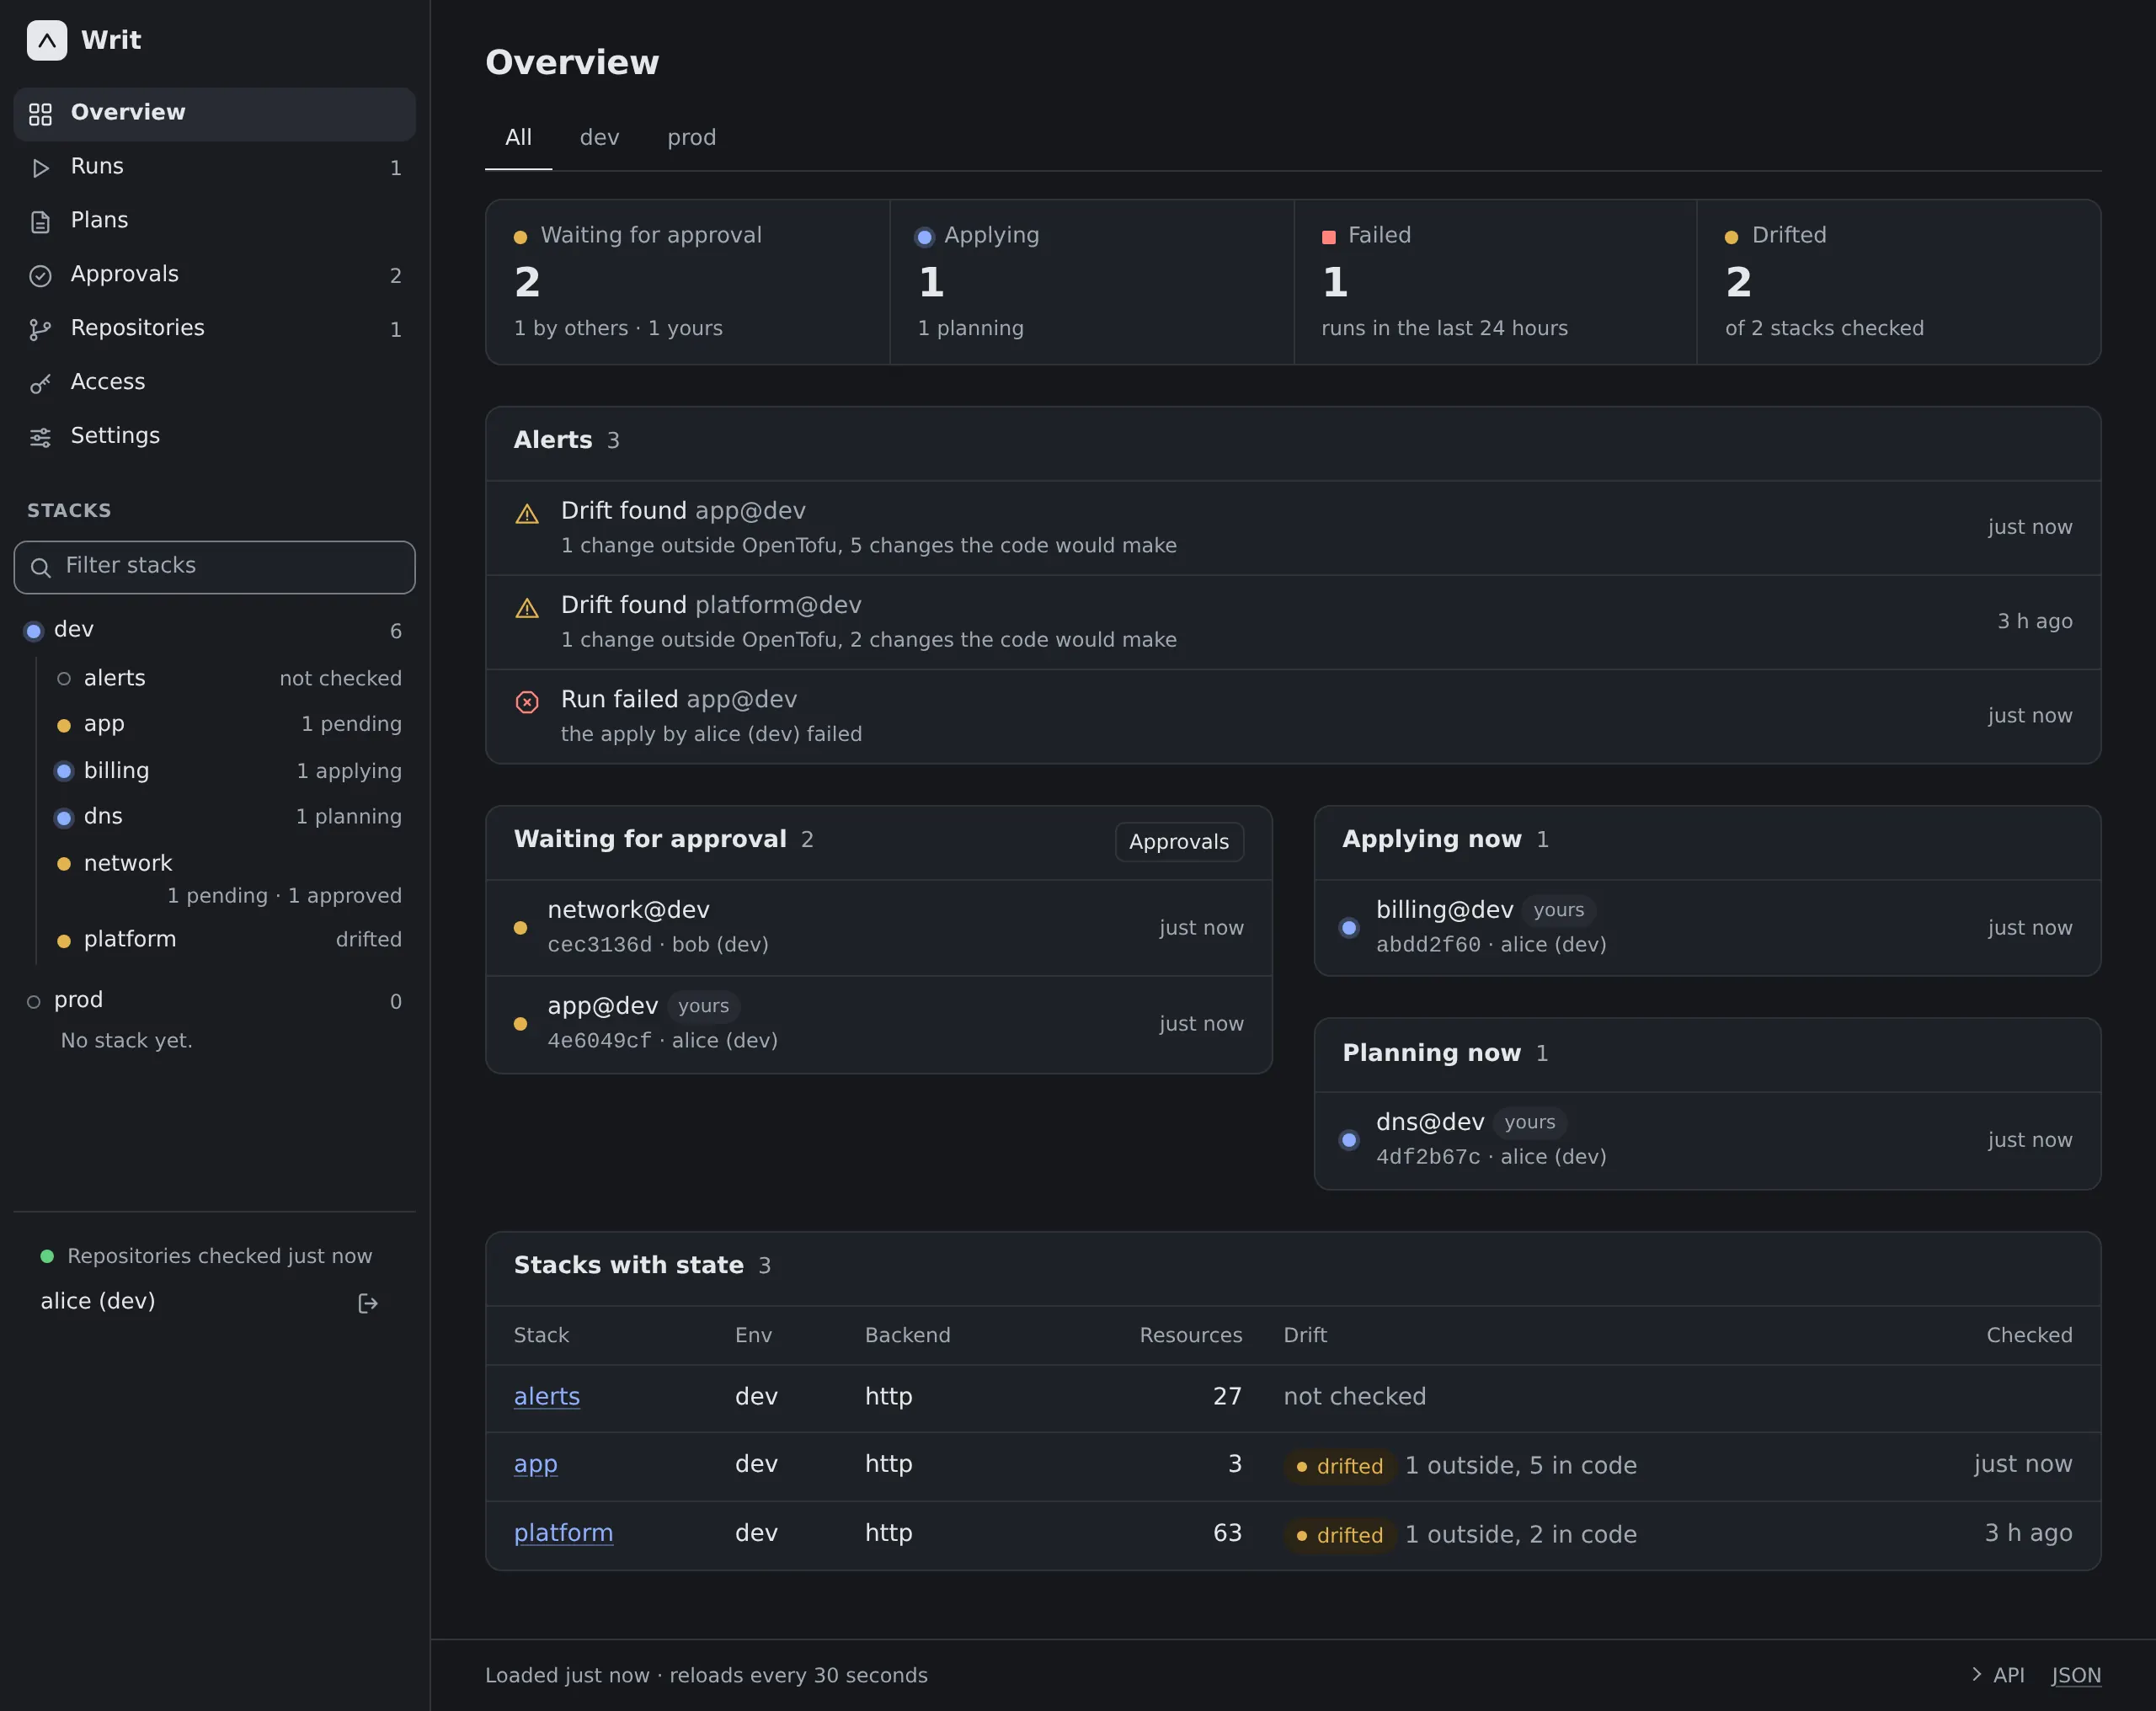 Writ
Overview
Runs 1
Plans
Approvals 2
Repositories 1
Access
Settings
STACKS
Filter stacks
dev 6
alerts not checked
app 1 pending
billing 1 applying
dns 1 planning
network
1 pending · 1 approved
platform drifted
prod 0
No stack yet.
Repositories checked just now
alice (dev)
Overview
All dev prod
Waiting for approval
2
1 by others · 1 yours
Applying
1
1 planning
Failed
1
runs in the last 24 hours
Drifted
2
of 2 stacks checked
Alerts 3
Drift found app@dev
1 change outside OpenTofu, 5 changes the code would make
just now
Drift found platform@dev
1 change outside OpenTofu, 2 changes the code would make
3 h ago
Run failed app@dev
the apply by alice (dev) failed
just now
Waiting for approval 2 Approvals
network@dev
cec3136d · bob (dev)
just now
app@dev yours
4e6049cf · alice (dev)
just now
Applying now 1
billing@dev yours
abdd2f60 · alice (dev)
just now
Planning now 1
dns@dev yours
4df2b67c · alice (dev)
just now
Stacks with state 3
Stack Env Backend Resources Drift Checked
alerts dev http 27 not checked
app dev http 3 drifted 1 outside, 5 in code just now
platform dev http 63 drifted 1 outside, 2 in code 3 h ago
Loaded just now · reloads every 30 seconds
API JSON